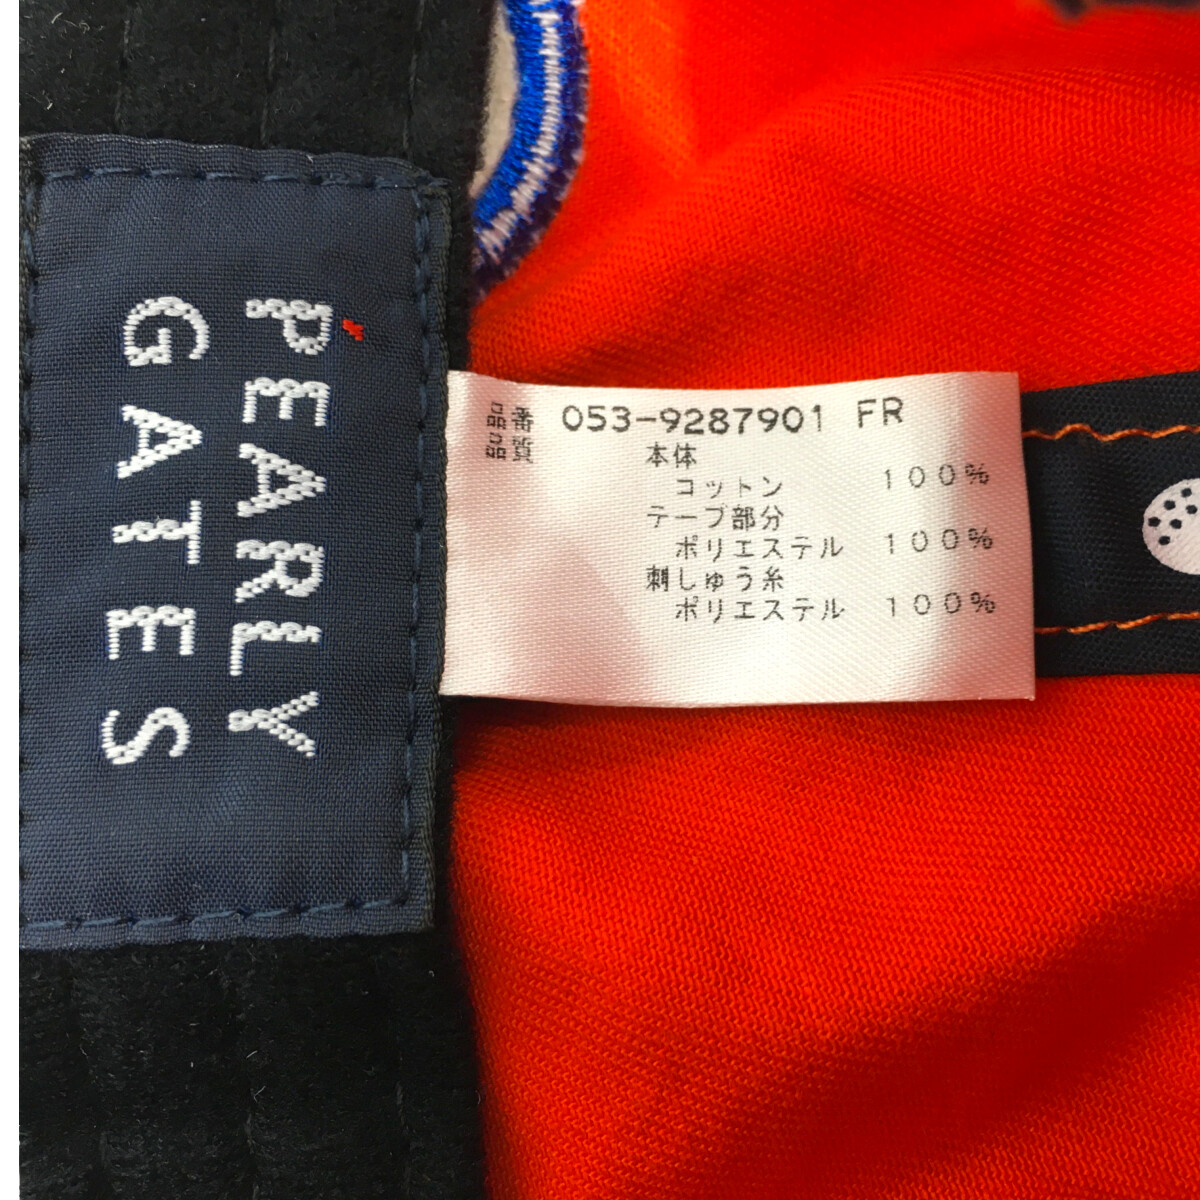 PEARLY
GATES
品番 053-9287901 FR
品質 本体
コットン 100%
テープ部分
ポリエステル 100%
刺しゅう糸
ポリエステル 100%